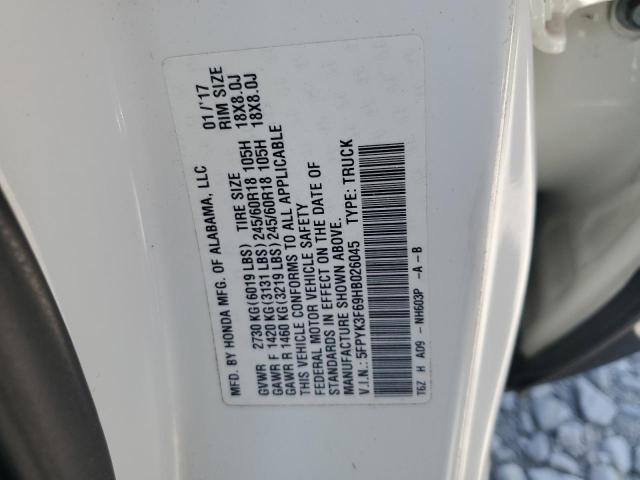 MFD. BY HONDA MFG. OF ALABAMA, LLC 01/'17
GVWR 2730 KG(6019 LBS) TIRE SIZE RIM SIZE
GAWR F 1420 KG(3131 LBS) 245/60R18 105H 18X8.0J
GAWR R 1460 KG(3219 LBS) 245/60R18 105H 18X8.0J
THIS VEHICLE CONFORMS TO ALL APPLICABLE
FEDERAL MOTOR VEHICLE SAFETY
STANDARDS IN EFFECT ON THE DATE OF
MANUFACTURE SHOWN ABOVE.
V.I.N.: 5FPYK3F69HB026045 TYPE: TRUCK
T6Z H A09 - NH603P -A-B